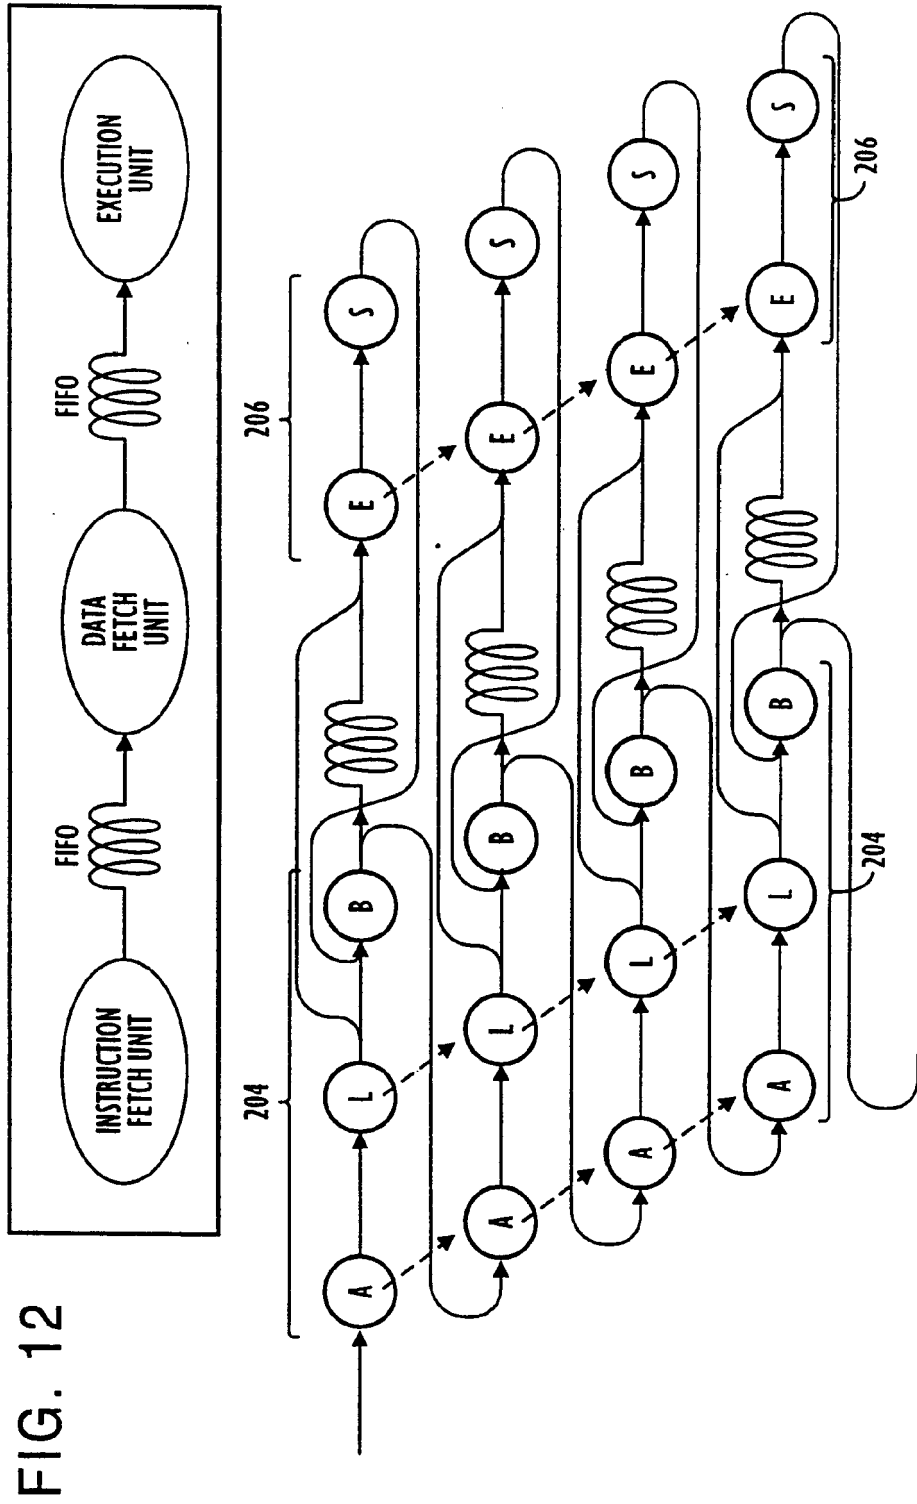 FIG. 12
INSTRUCTION
FETCH UNIT
FIFO
DATA
FETCH
UNIT
FIFO
EXECUTION
UNIT
204
206
A
L
B
E
S
A
L
B
E
S
A
L
B
E
S
A
L
B
E
S
204
206